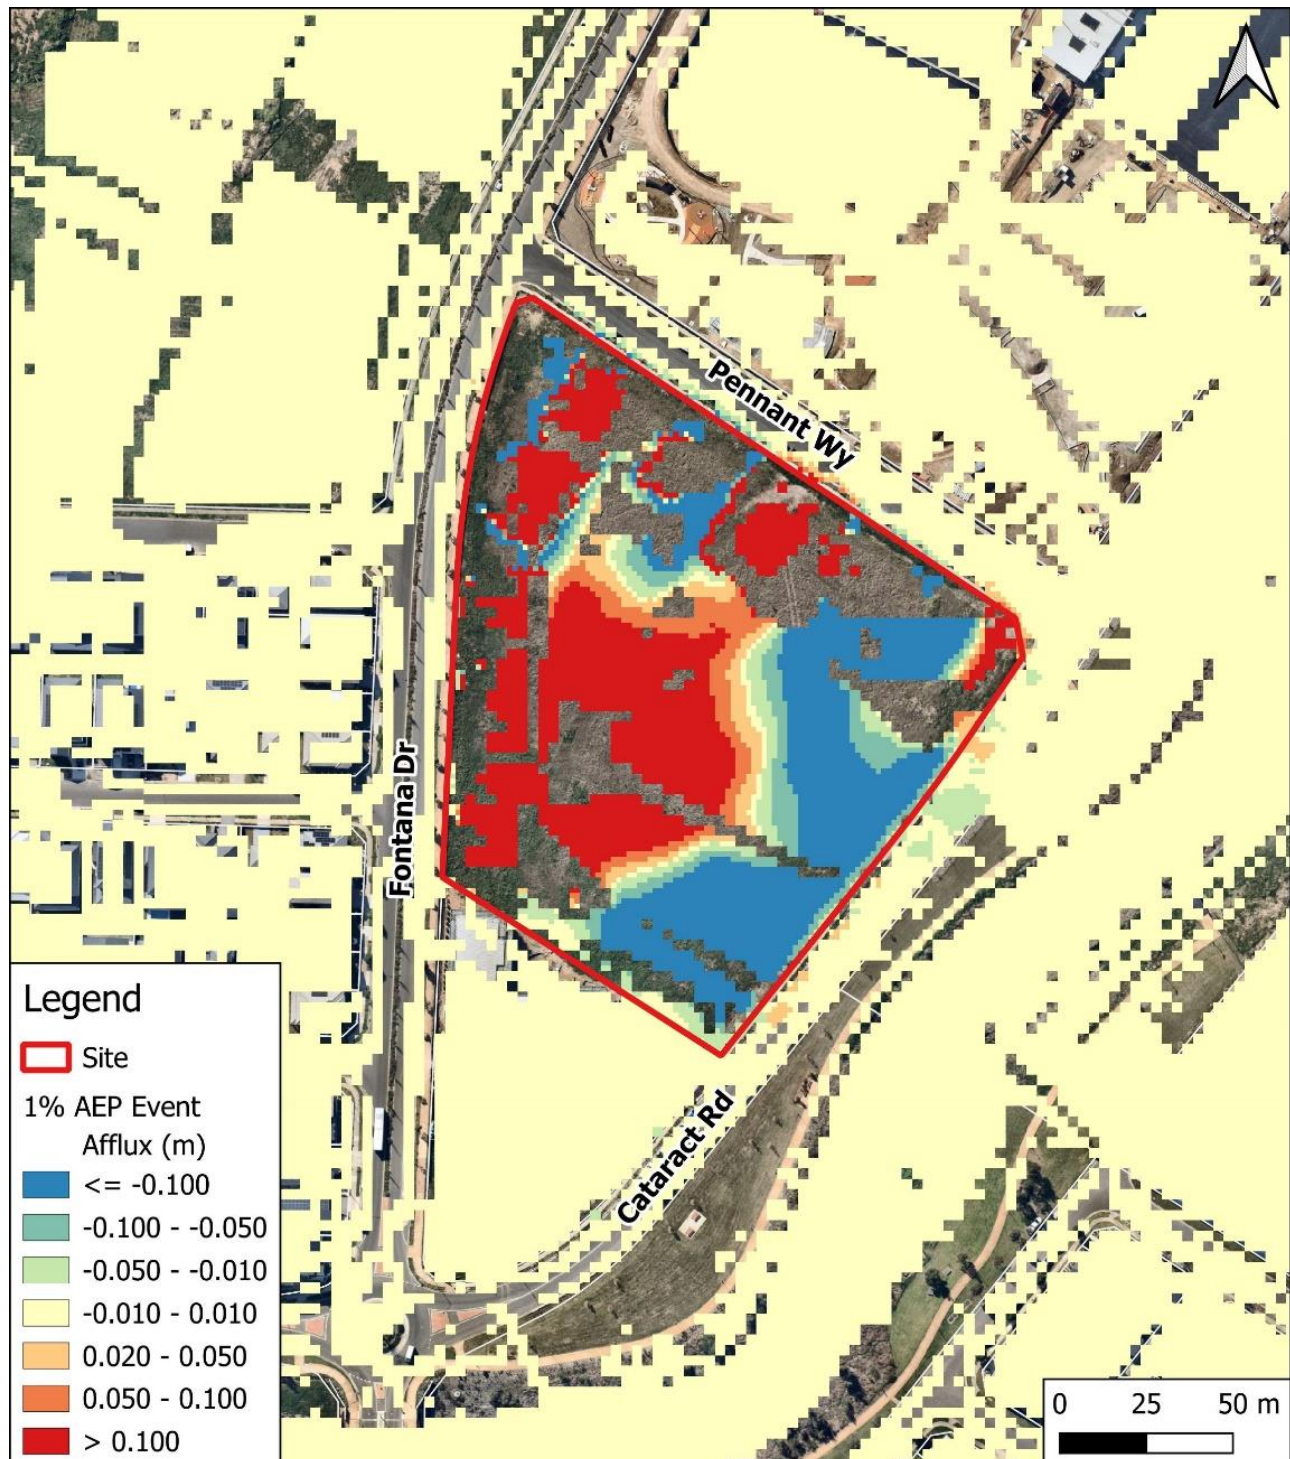 Pennant Wy
Fontana Dr
Cataract Rd
Legend
Site
1% AEP Event
Afflux (m)
<= -0.100
-0.100 - -0.050
-0.050 - -0.010
-0.010 - 0.010
0.020 - 0.050
0.050 - 0.100
> 0.100
0 25 50 m